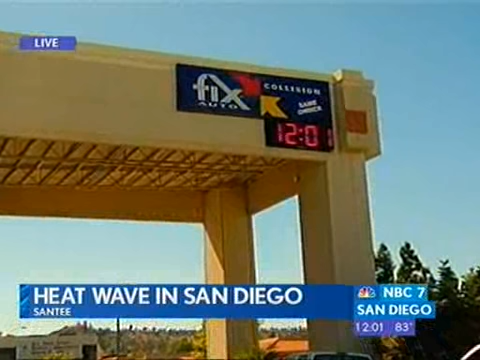 LIVE
fix
AUTO
COLLISION
SAME
CHOICE
12:01
HEAT WAVE IN SAN DIEGO
SANTEE
NBC 7
SAN DIEGO
12:01 83°